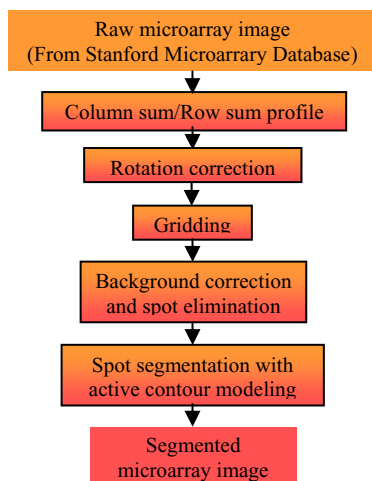 Raw microarray image
(From Stanford Microarrary Database)
Column sum/Row sum profile
Rotation correction
Gridding
Background correction
and spot elimination
Spot segmentation with
active contour modeling
Segmented
microarray image